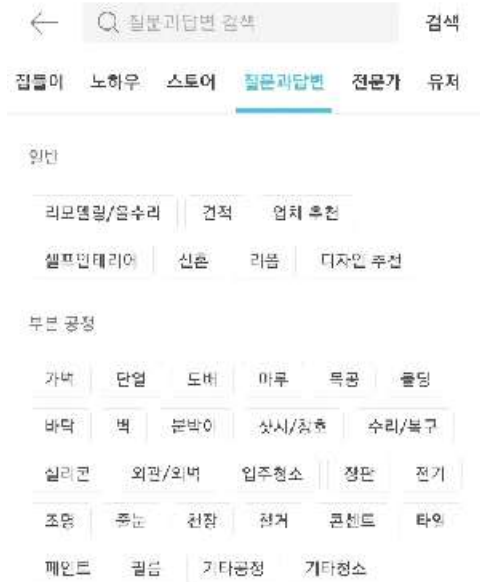 질문과답변 검색 검색
집들이 노하우 스토어 질문과답변 전문가 유저
일반
리모델링/올수리 견적 업체 추천
셀프인테리어 신혼 리폼 디자인 추천
부분 공정
가벽 단열 도배 마루 목공 몰딩
바닥 벽 붙박이 샷시/창호 수리/복구
실리콘 외관/외벽 입주청소 장판 전기
조명 줄눈 천장 철거 콘센트 타일
페인트 필름 기타공정 기타청소